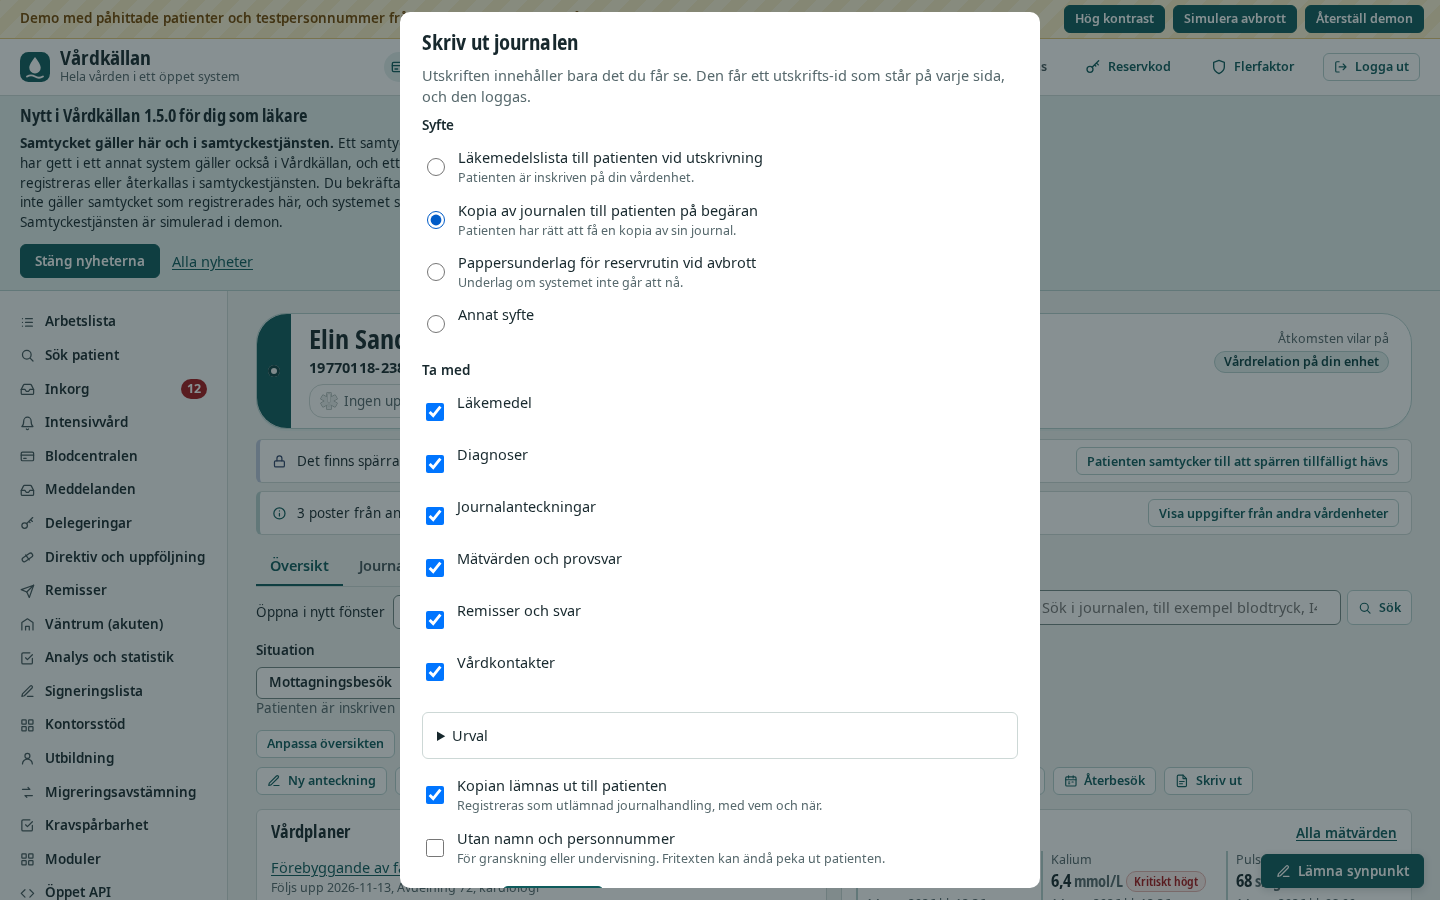 Demo med påhittade patienter och testpersonnummer
Hög kontrast
Simulera avbrott
Återställ demon
Vårdkällan
Hela vården i ett öppet system
Reservkod
Flerfaktor
Logga ut
Nytt i Vårdkällan 1.5.0 för dig som läkare
Samtycket gäller här och i samtyckestjänsten. Ett
har gett i ett annat system gäller också i Vårdkällan, och ett
registreras eller återkallas i samtyckestjänsten. Du
inte gäller samtycket som registrerades här, och systemet
Samtyckestjänsten är simulerad i demon.
Stäng nyheterna
Alla nyheter
Arbetslista
Sök patient
Inkorg
12
Intensivvård
Blodcentralen
Meddelanden
Delegeringar
Direktiv och uppföljning
Remisser
Väntrum (akuten)
Analys och statistik
Signeringslista
Kontorsstöd
Utbildning
Migreringsavstämning
Kravspårbarhet
Moduler
Öppet API
Elin
Åtkomsten vilar på
Vårdrelation på din enhet
Ingen
Det finns
Patienten samtycker till att spärren tillfälligt hävs
3 poster från
Visa uppgifter från andra vårdenheter
Översikt
Öppna i nytt fönster
Sök i journalen, till exempel blodtryck,
Sök
Situation
Mottagningsbesök
Patienten är inskriven
Anpassa översikten
Ny anteckning
Återbesök
Skriv ut
Vårdplaner
Alla mätvärden
Förebyggande av
Följs upp 2026-11-13, Avdelning 72, kardiologi
Kalium
6,4 mmol/L Kritiskt högt
Puls
68
Lämna synpunkt
Skriv ut journalen
Utskriften innehåller bara det du får se. Den får ett utskrifts-id som står på varje sida,
och den loggas.
Syfte
Läkemedelslista till patienten vid utskrivning
Patienten är inskriven på din vårdenhet.
Kopia av journalen till patienten på begäran
Patienten har rätt att få en kopia av sin journal.
Pappersunderlag för reservrutin vid avbrott
Underlag om systemet inte går att nå.
Annat syfte
Ta med
Läkemedel
Diagnoser
Journalanteckningar
Mätvärden och provsvar
Remisser och svar
Vårdkontakter
Urval
Kopian lämnas ut till patienten
Registreras som utlämnad journalhandling, med vem och när.
Utan namn och personnummer
För granskning eller undervisning. Fritexten kan ändå peka ut patienten.